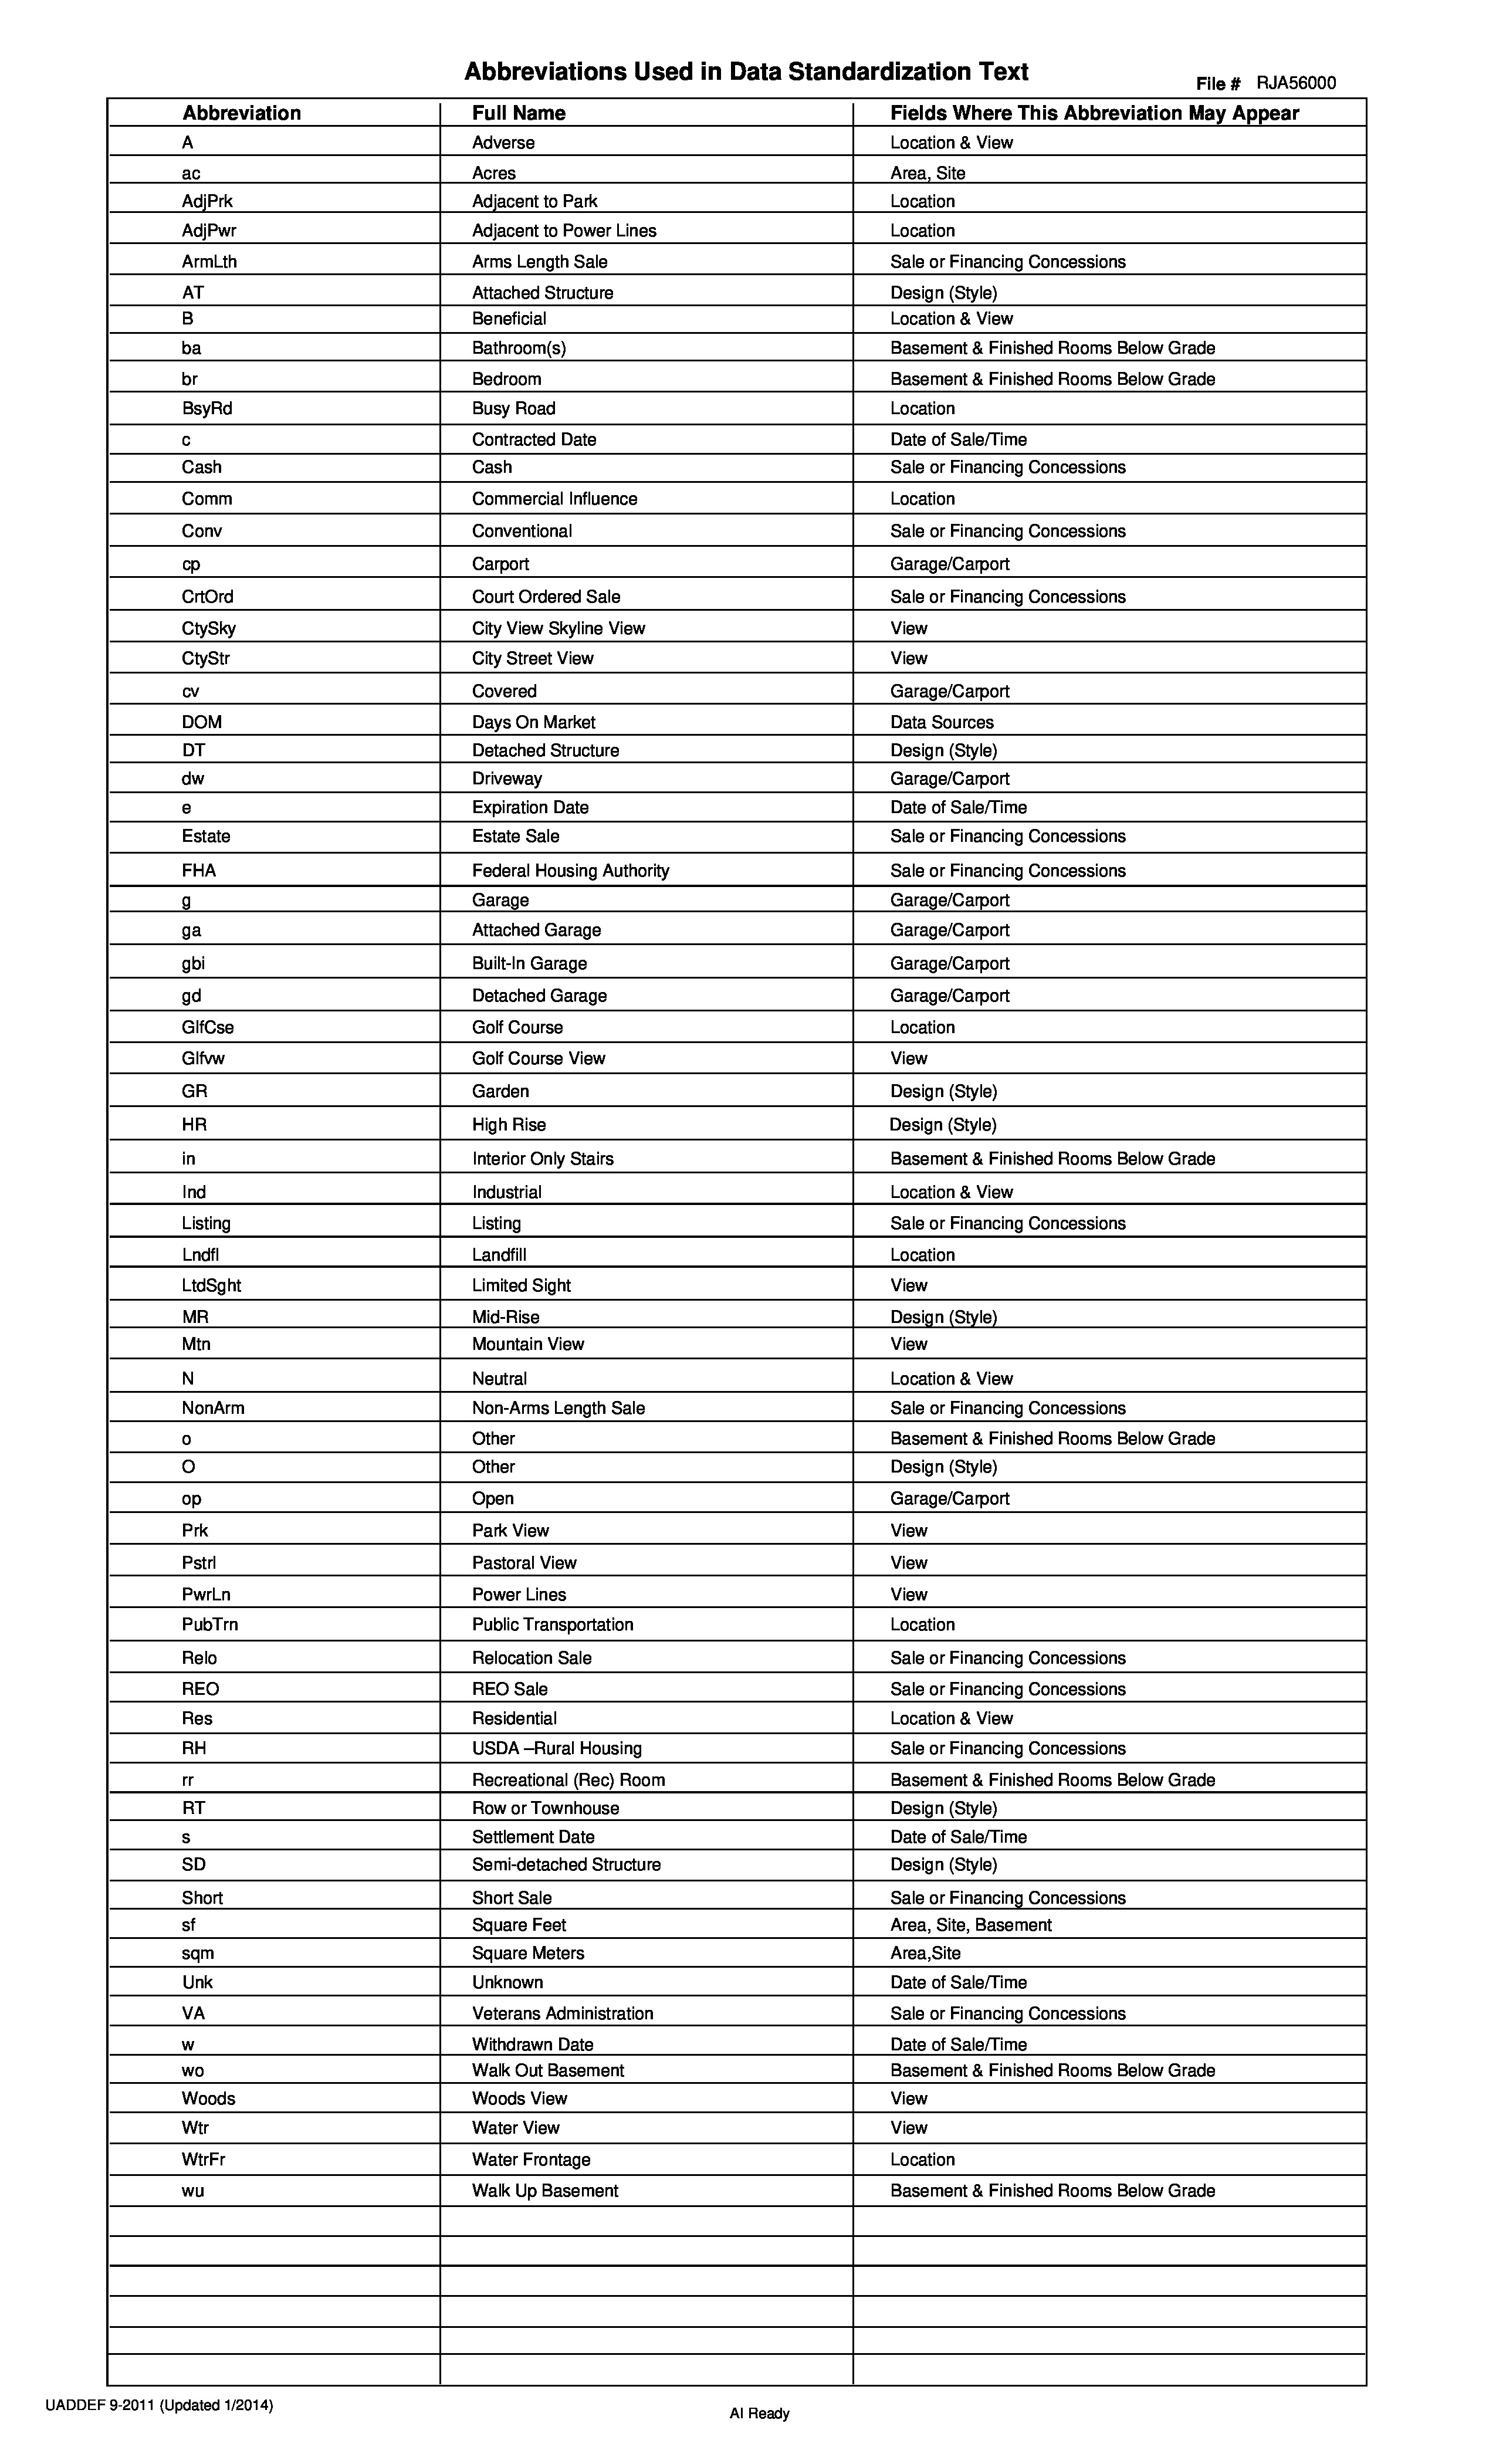 Abbreviations Used in Data Standardization Text
File # RJA56000
Abbreviation Full Name Fields Where This Abbreviation May Appear
A Adverse Location & View
ac Acres Area, Site
AdjPrk Adjacent to Park Location
AdjPwr Adjacent to Power Lines Location
ArmLth Arms Length Sale Sale or Financing Concessions
AT Attached Structure Design (Style)
B Beneficial Location & View
ba Bathroom(s) Basement & Finished Rooms Below Grade
br Bedroom Basement & Finished Rooms Below Grade
BsyRd Busy Road Location
c Contracted Date Date of Sale/Time
Cash Cash Sale or Financing Concessions
Comm Commercial Influence Location
Conv Conventional Sale or Financing Concessions
cp Carport Garage/Carport
CrtOrd Court Ordered Sale Sale or Financing Concessions
CtySky City View Skyline View View
CtyStr City Street View View
cv Covered Garage/Carport
DOM Days On Market Data Sources
DT Detached Structure Design (Style)
dw Driveway Garage/Carport
e Expiration Date Date of Sale/Time
Estate Estate Sale Sale or Financing Concessions
FHA Federal Housing Authority Sale or Financing Concessions
g Garage Garage/Carport
ga Attached Garage Garage/Carport
gbi Built-In Garage Garage/Carport
gd Detached Garage Garage/Carport
GlfCse Golf Course Location
Glfvw Golf Course View View
GR Garden Design (Style)
HR High Rise Design (Style)
in Interior Only Stairs Basement & Finished Rooms Below Grade
Ind Industrial Location & View
Listing Listing Sale or Financing Concessions
Lndfl Landfill Location
LtdSght Limited Sight View
MR Mid-Rise Design (Style)
Mtn Mountain View View
N Neutral Location & View
NonArm Non-Arms Length Sale Sale or Financing Concessions
o Other Basement & Finished Rooms Below Grade
O Other Design (Style)
op Open Garage/Carport
Prk Park View View
Pstrl Pastoral View View
PwrLn Power Lines View
PubTrn Public Transportation Location
Relo Relocation Sale Sale or Financing Concessions
REO REO Sale Sale or Financing Concessions
Res Residential Location & View
RH USDA –Rural Housing Sale or Financing Concessions
rr Recreational (Rec) Room Basement & Finished Rooms Below Grade
RT Row or Townhouse Design (Style)
s Settlement Date Date of Sale/Time
SD Semi-detached Structure Design (Style)
Short Short Sale Sale or Financing Concessions
sf Square Feet Area, Site, Basement
sqm Square Meters Area,Site
Unk Unknown Date of Sale/Time
VA Veterans Administration Sale or Financing Concessions
w Withdrawn Date Date of Sale/Time
wo Walk Out Basement Basement & Finished Rooms Below Grade
Woods Woods View View
Wtr Water View View
WtrFr Water Frontage Location
wu Walk Up Basement Basement & Finished Rooms Below Grade
UADDEF 9-2011 (Updated 1/2014)
AI Ready